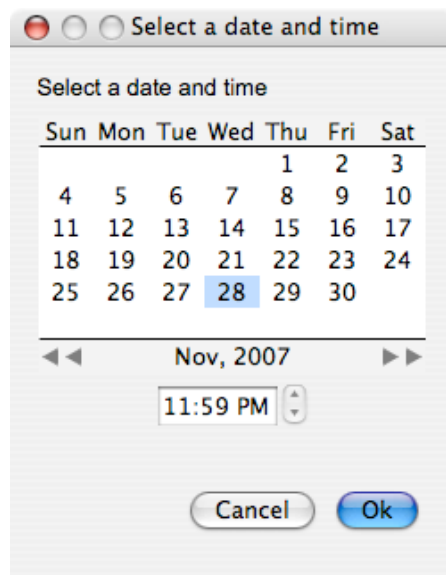 Select a date and time
Select a date and time
Sun Mon Tue Wed Thu Fri Sat
1 2 3
4 5 6 7 8 9 10
11 12 13 14 15 16 17
18 19 20 21 22 23 24
25 26 27 28 29 30
Nov, 2007
11:59 PM
Cancel Ok